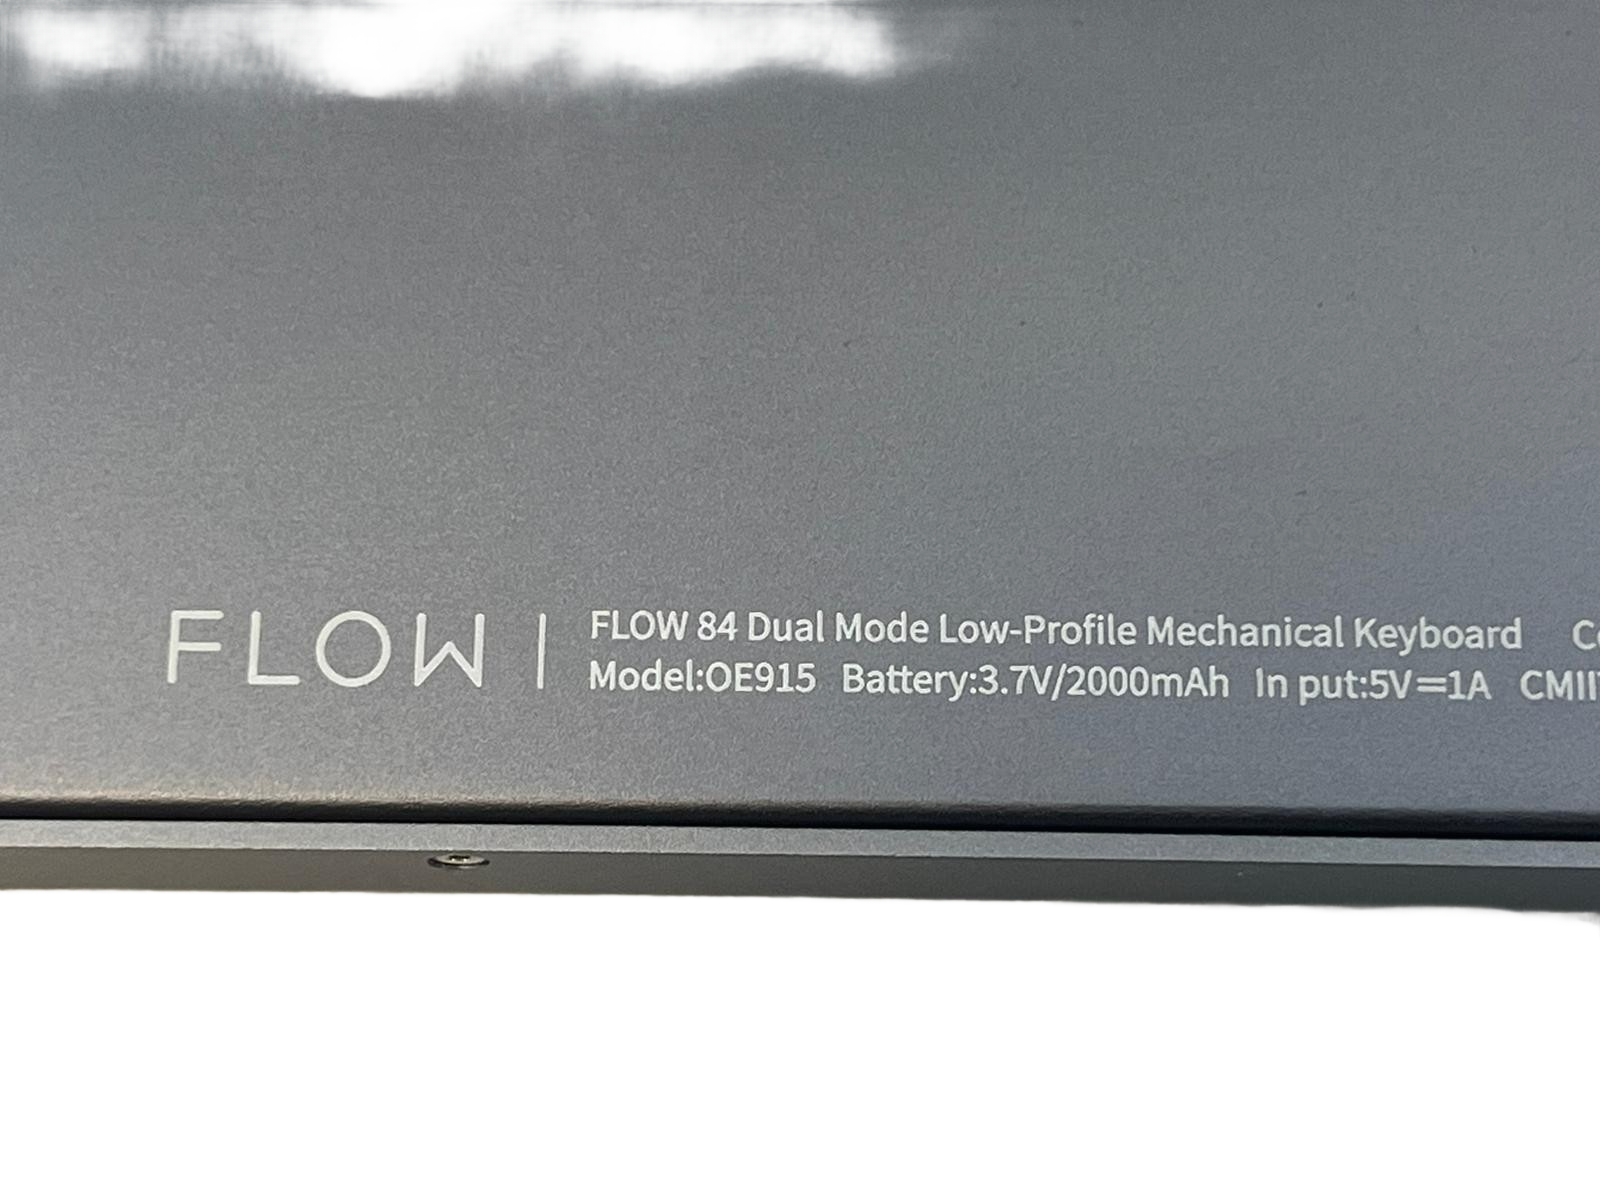 FLOW |
FLOW 84 Dual Mode Low-Profile Mechanical Keyboard
Model:OE915 Battery:3.7V/2000mAh In put:5V=1A